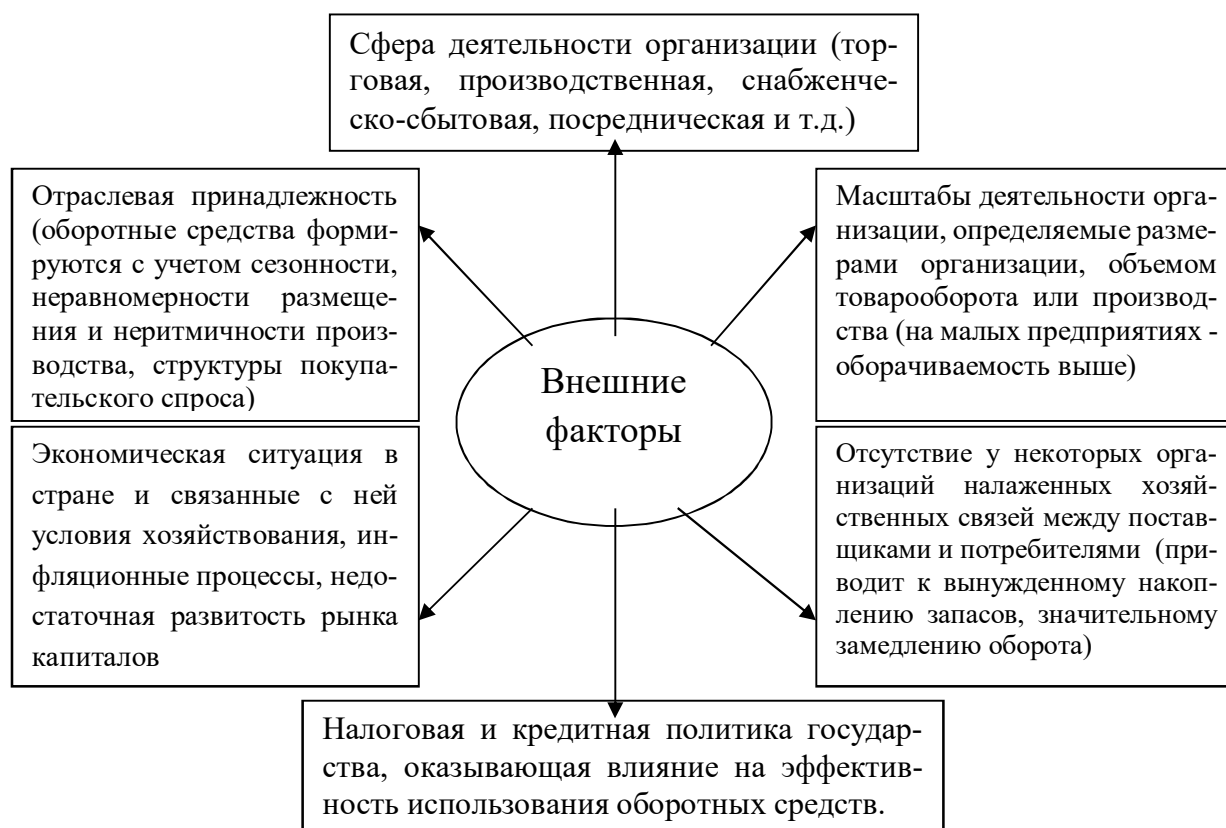 Сфера деятельности организации (тор-
говая, производственная, снабженче-
ско-сбытовая, посредническая и т.д.)
Отраслевая принадлежность
(оборотные средства форми-
руются с учетом сезонности,
неравномерности размеще-
ния и неритмичности произ-
водства, структуры покупа-
тельского спроса)
Масштабы деятельности орга-
низации, определяемые разме-
рами организации, объемом
товарооборота или производ-
ства (на малых предприятиях -
оборачиваемость выше)
Внешние
факторы
Экономическая ситуация в
стране и связанные с ней
условия хозяйствования, ин-
фляционные процессы, недо-
статочная развитость рынка
капиталов
Отсутствие у некоторых орга-
низаций налаженных хозяй-
ственных связей между постав-
щиками и потребителями (при-
водит к вынужденному накоп-
лению запасов, значительному
замедлению оборота)
Налоговая и кредитная политика государ-
ства, оказывающая влияние на эффектив-
ность использования оборотных средств.